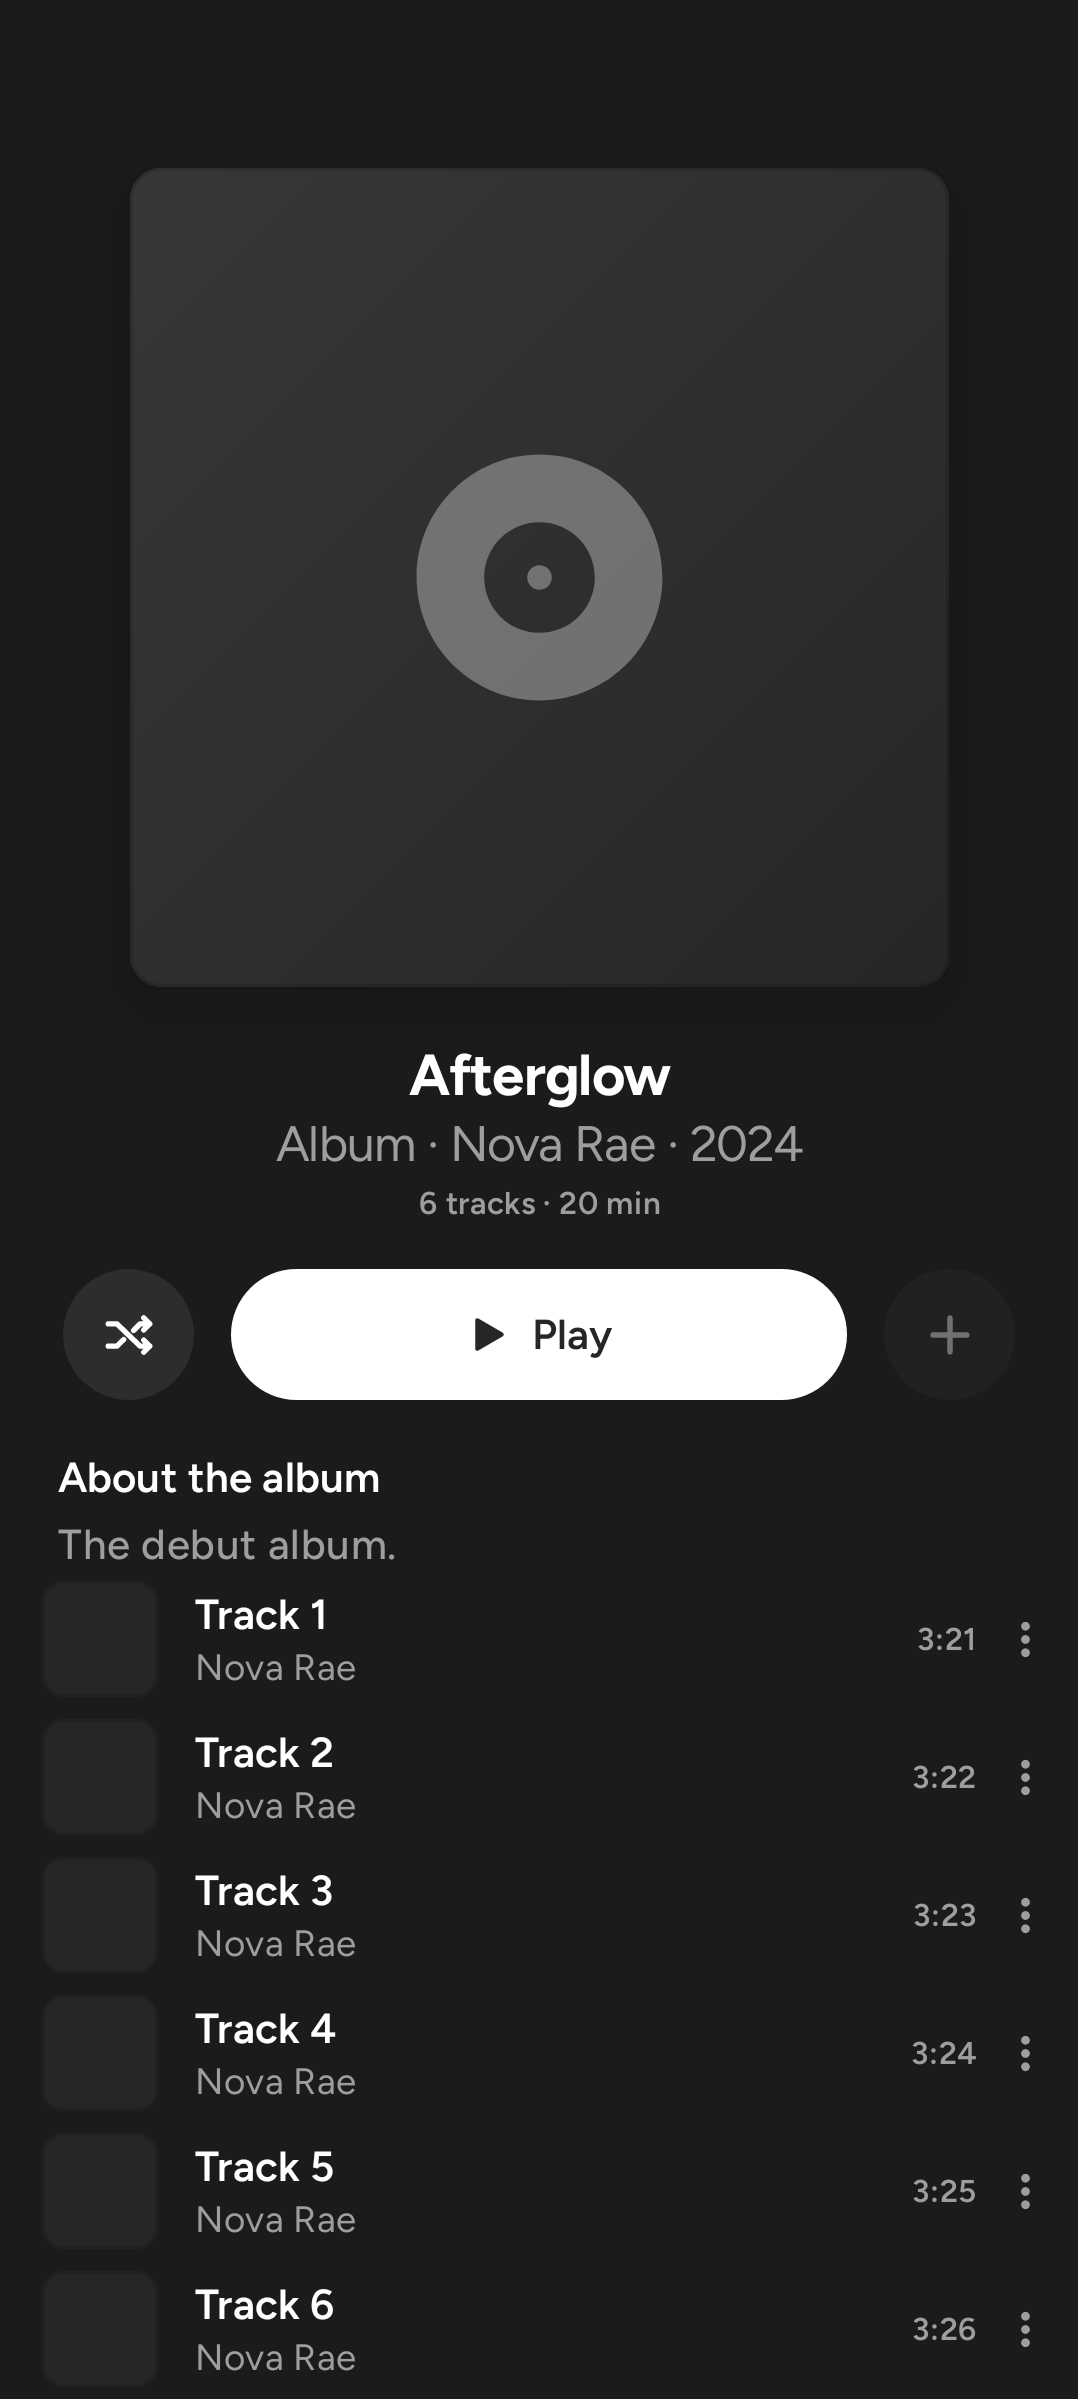 Afterglow
Album · Nova Rae · 2024
6 tracks · 20 min
Play
About the album
The debut album.
Track 1
Nova Rae
3:21
Track 2
Nova Rae
3:22
Track 3
Nova Rae
3:23
Track 4
Nova Rae
3:24
Track 5
Nova Rae
3:25
Track 6
Nova Rae
3:26